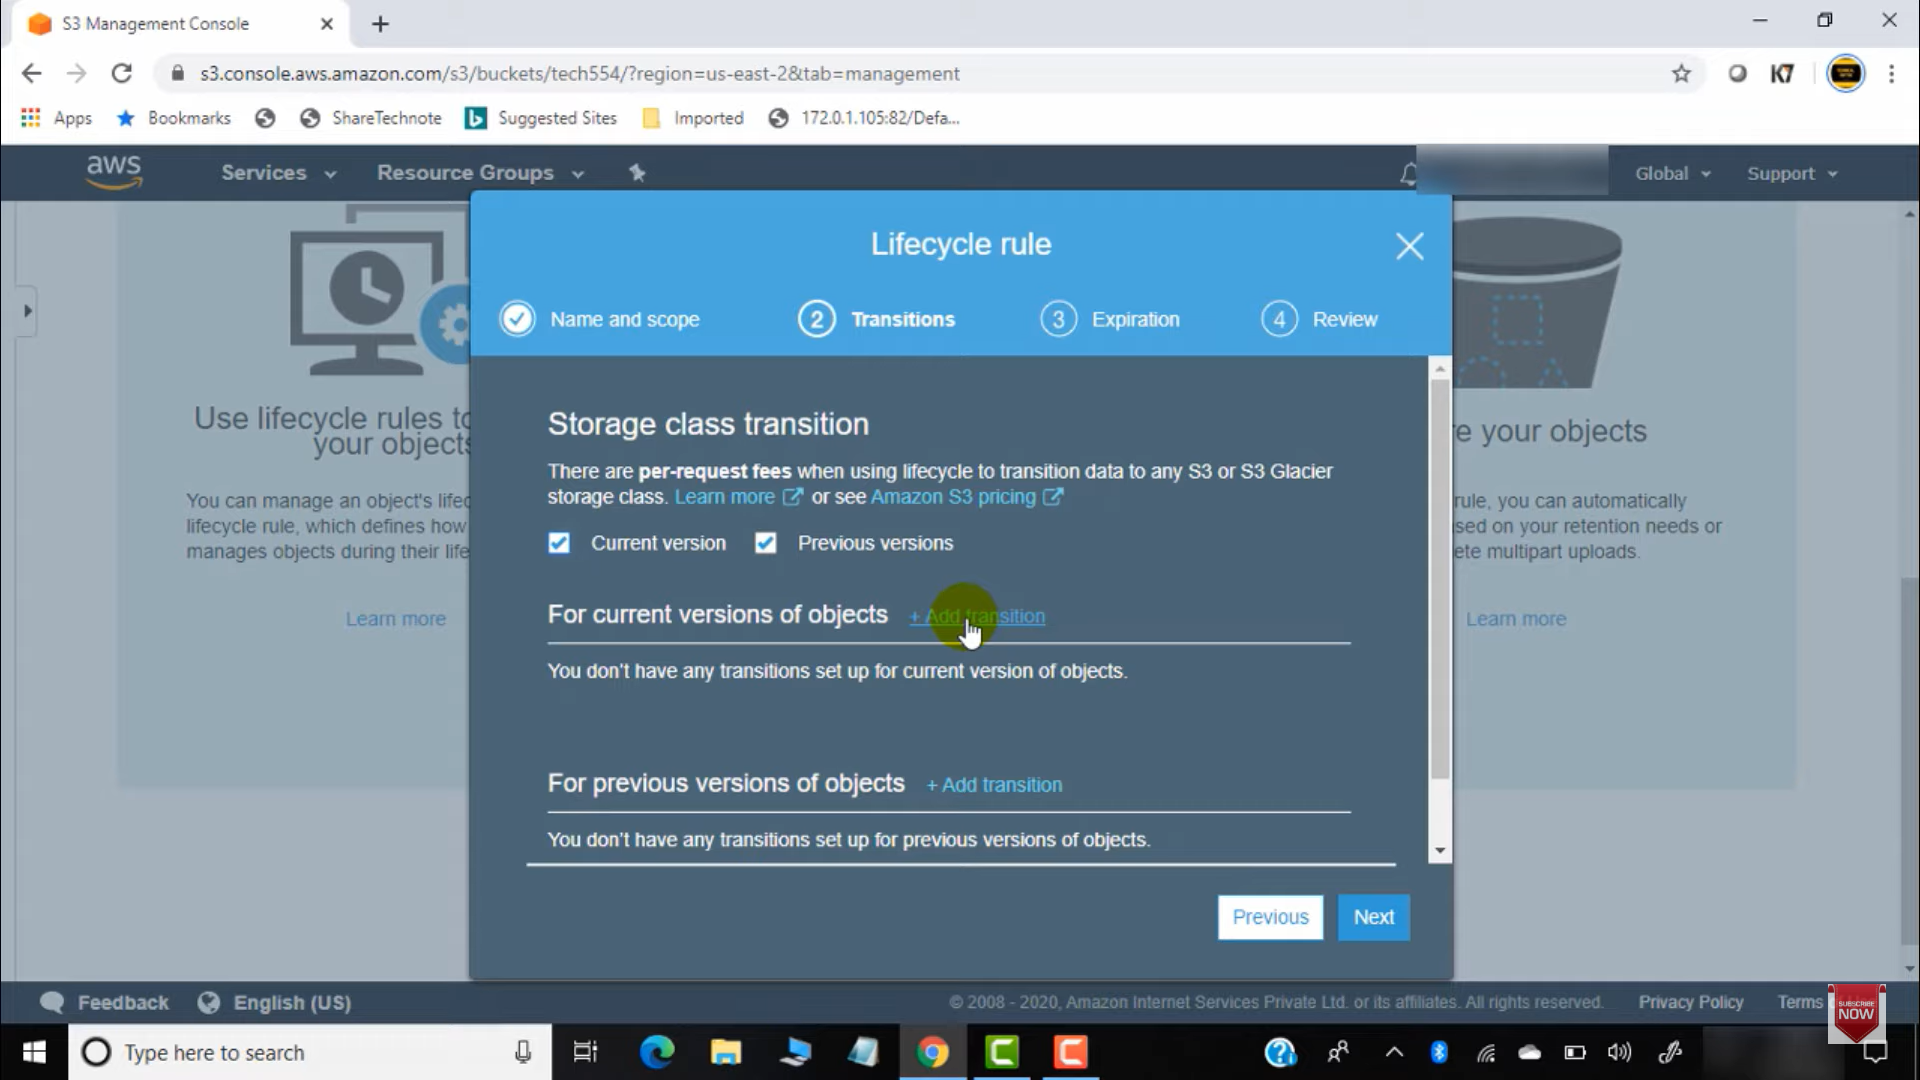 S3 Management Console
s3.console.aws.amazon.com/s3/buckets/tech554/?region=us-east-2&tab=management
K7
Apps
Bookmarks
ShareTechnote
Suggested Sites
Imported
172.0.1.105:82/Defa...
aws
Services
Resource Groups
Global
Support
Lifecycle rule
Name and scope
2 Transitions
3 Expiration
4 Review
Use lifecycle rules to
your objects
You can manage an object's lifec
lifecycle rule, which defines how
manages objects during their life
Learn more
Storage class transition
There are per-request fees when using lifecycle to transition data to any S3 or S3 Glacier
storage class. Learn more or see Amazon S3 pricing
Current version
Previous versions
For current versions of objects + Add transition
You don't have any transitions set up for current version of objects.
For previous versions of objects + Add transition
You don't have any transitions set up for previous versions of objects.
Previous
Next
e your objects
rule, you can automatically
sed on your retention needs or
ete multipart uploads.
Learn more
Feedback
English (US)
© 2008 - 2020, Amazon Internet Services Private Ltd. or its affiliates. All rights reserved.
Privacy Policy
Terms
SUBSCRIBE
NOW
Type here to search